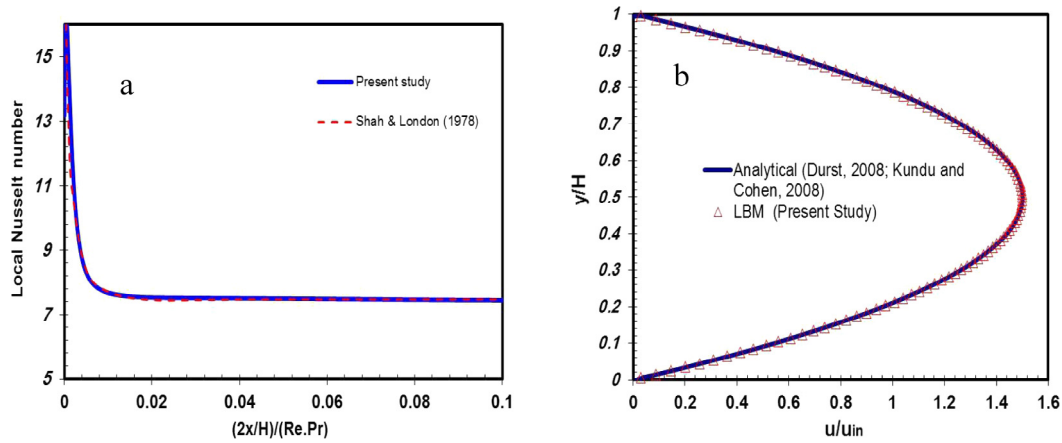 a
15
13
11
9
7
5
Local Nusselt number
Present study
Shah & London (1978)
0 0.02 0.04 0.06 0.08 0.1
(2x/H)/(Re.Pr)
b
1
0.9
0.8
0.7
0.6
0.5
0.4
0.3
0.2
0.1
0
y/H
Analytical (Durst, 2008; Kundu and
Cohen, 2008)
LBM (Present Study)
0 0.2 0.4 0.6 0.8 1 1.2 1.4 1.6
u/uin